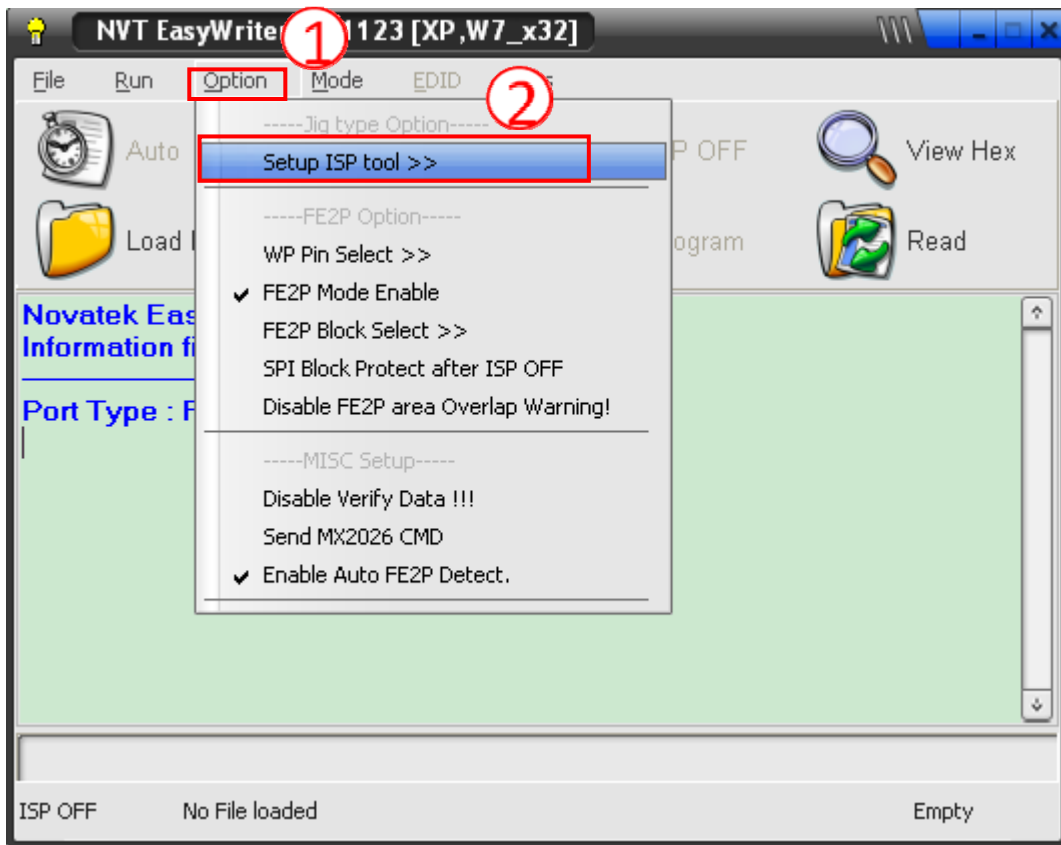 NVT EasyWrite 1123 [XP,W7_x32]
1
File Run Option Mode EDID
2
-----Jig type Option-----
Auto
Setup ISP tool >>
P OFF
View Hex
-----FE2P Option-----
Load
WP Pin Select >>
ogram
Read
FE2P Mode Enable
FE2P Block Select >>
SPI Block Protect after ISP OFF
Disable FE2P area Overlap Warning!
Novatek Eas
Information fi
Port Type : F
-----MISC Setup-----
Disable Verify Data !!!
Send MX2026 CMD
Enable Auto FE2P Detect.
ISP OFF No File loaded Empty